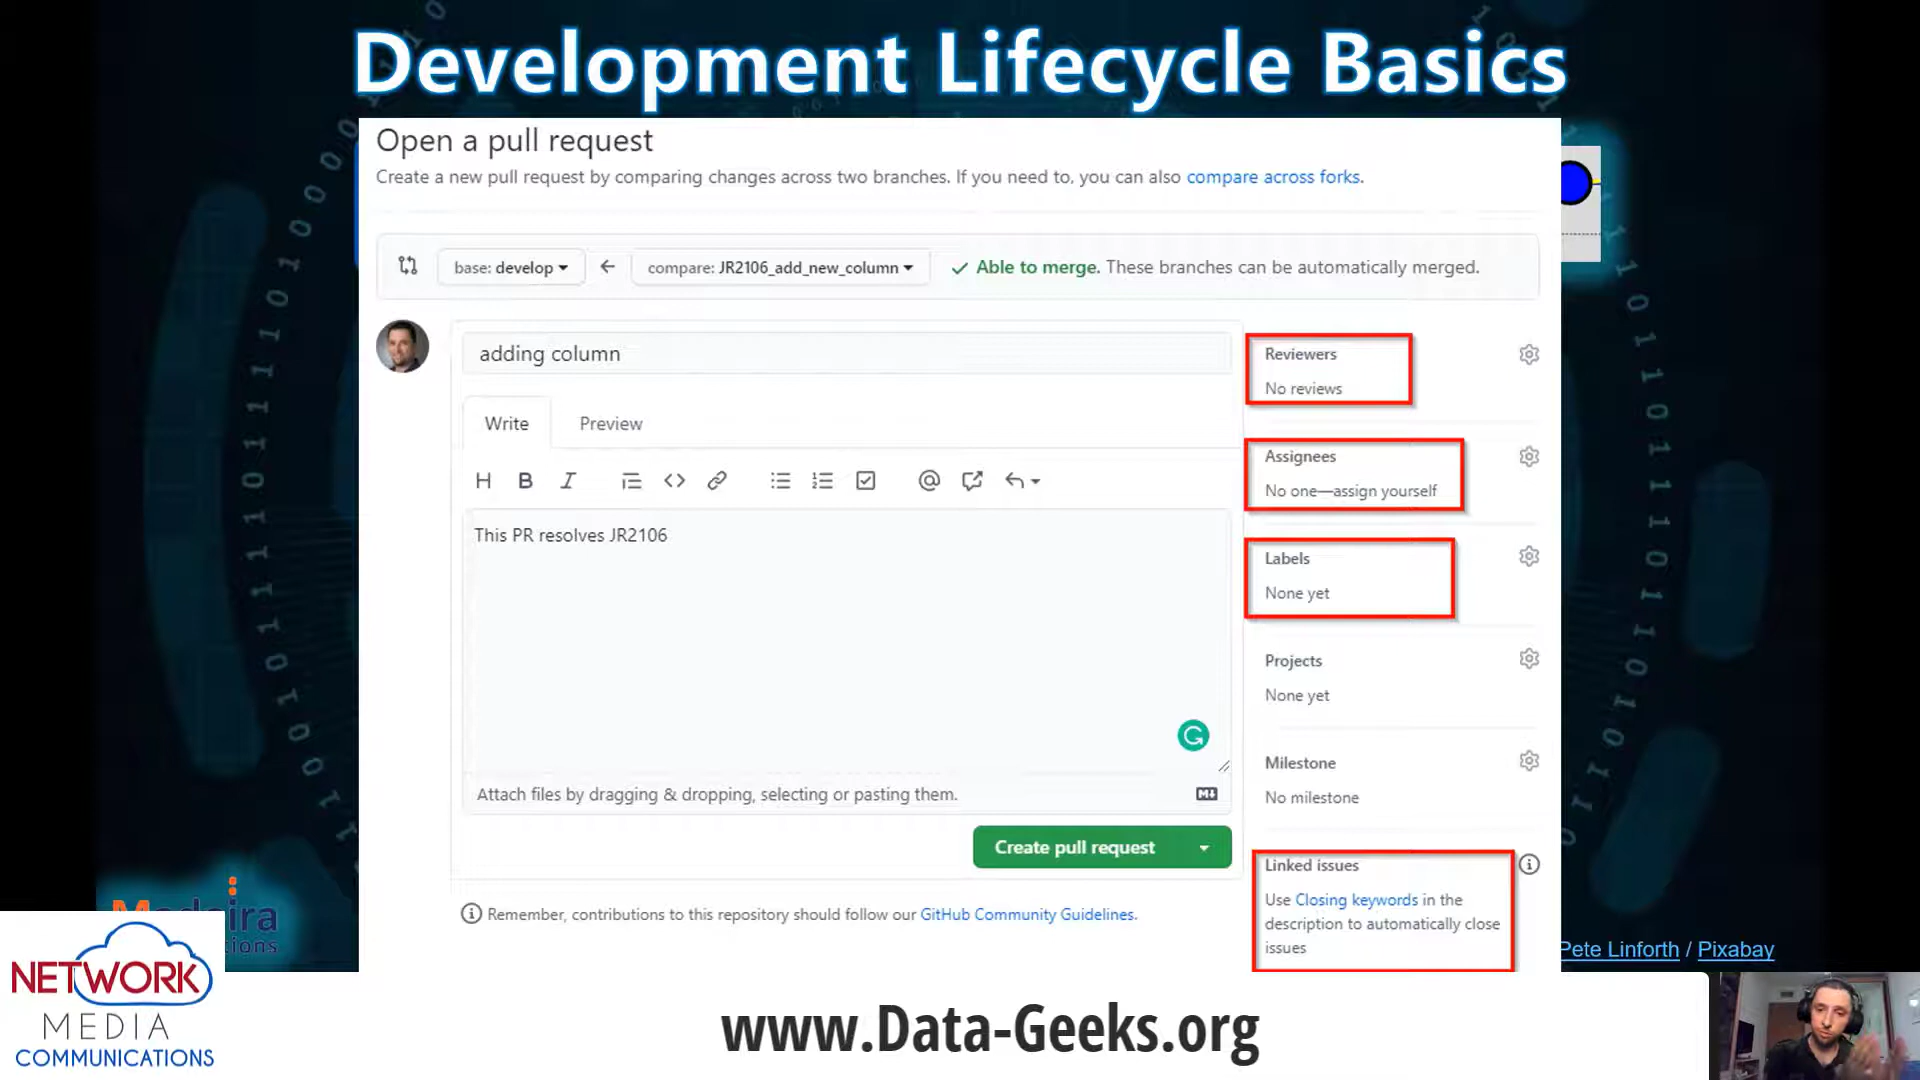 Development Lifecycle Basics
Open a pull request
Create a new pull request by comparing changes across two branches. If you need to, you can also compare across forks.
base: develop
compare: JR2106_add_new_column
Able to merge. These branches can be automatically merged.
adding column
Reviewers
No reviews
Write Preview
Assignees
No one—assign yourself
H B I
This PR resolves JR2106
Labels
None yet
Projects
None yet
Milestone
No milestone
Attach files by dragging & dropping, selecting or pasting them.
Create pull request
Linked issues
Use Closing keywords in the
description to automatically close
issues
Remember, contributions to this repository should follow our GitHub Community Guidelines.
Pete Linforth / Pixabay
NETWORK
MEDIA
COMMUNICATIONS
www.Data-Geeks.org